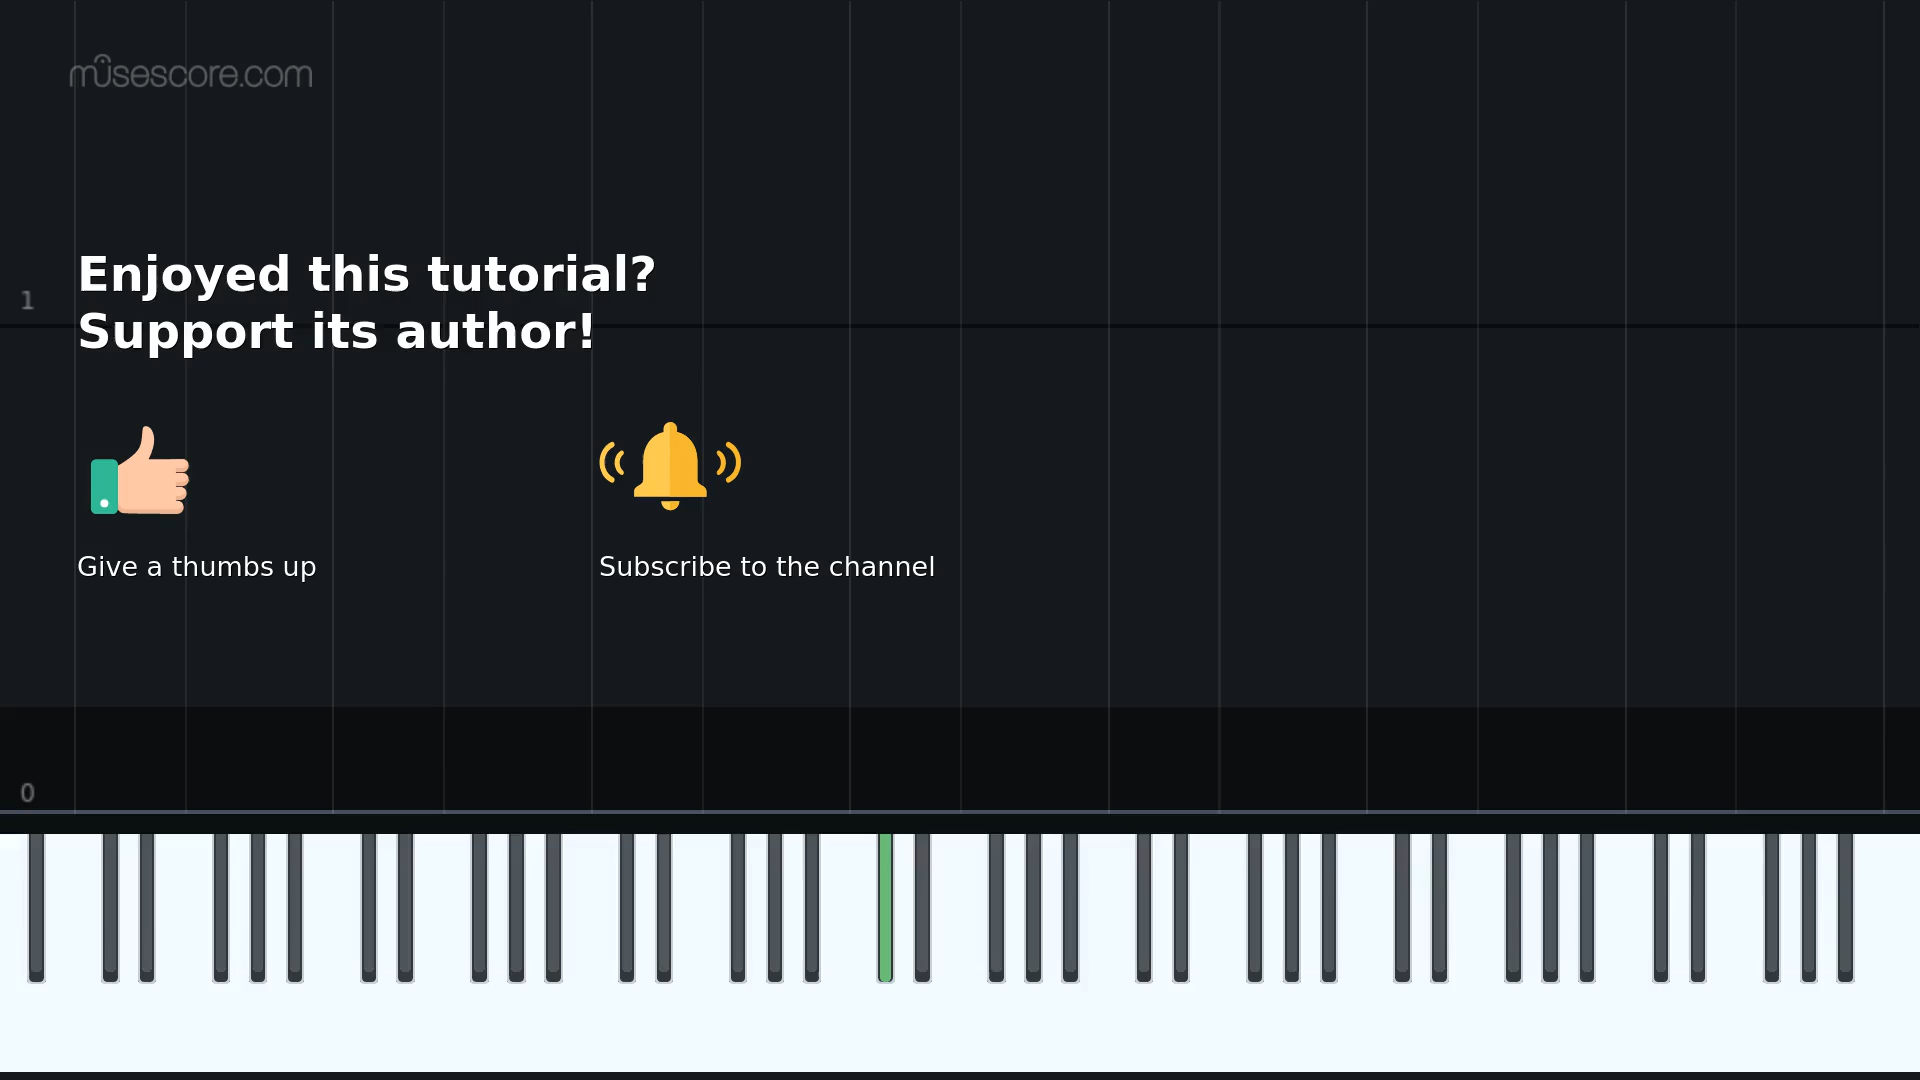 musescore.com
Enjoyed this tutorial?
1
Support its author!
Give a thumbs up
Subscribe to the channel
0